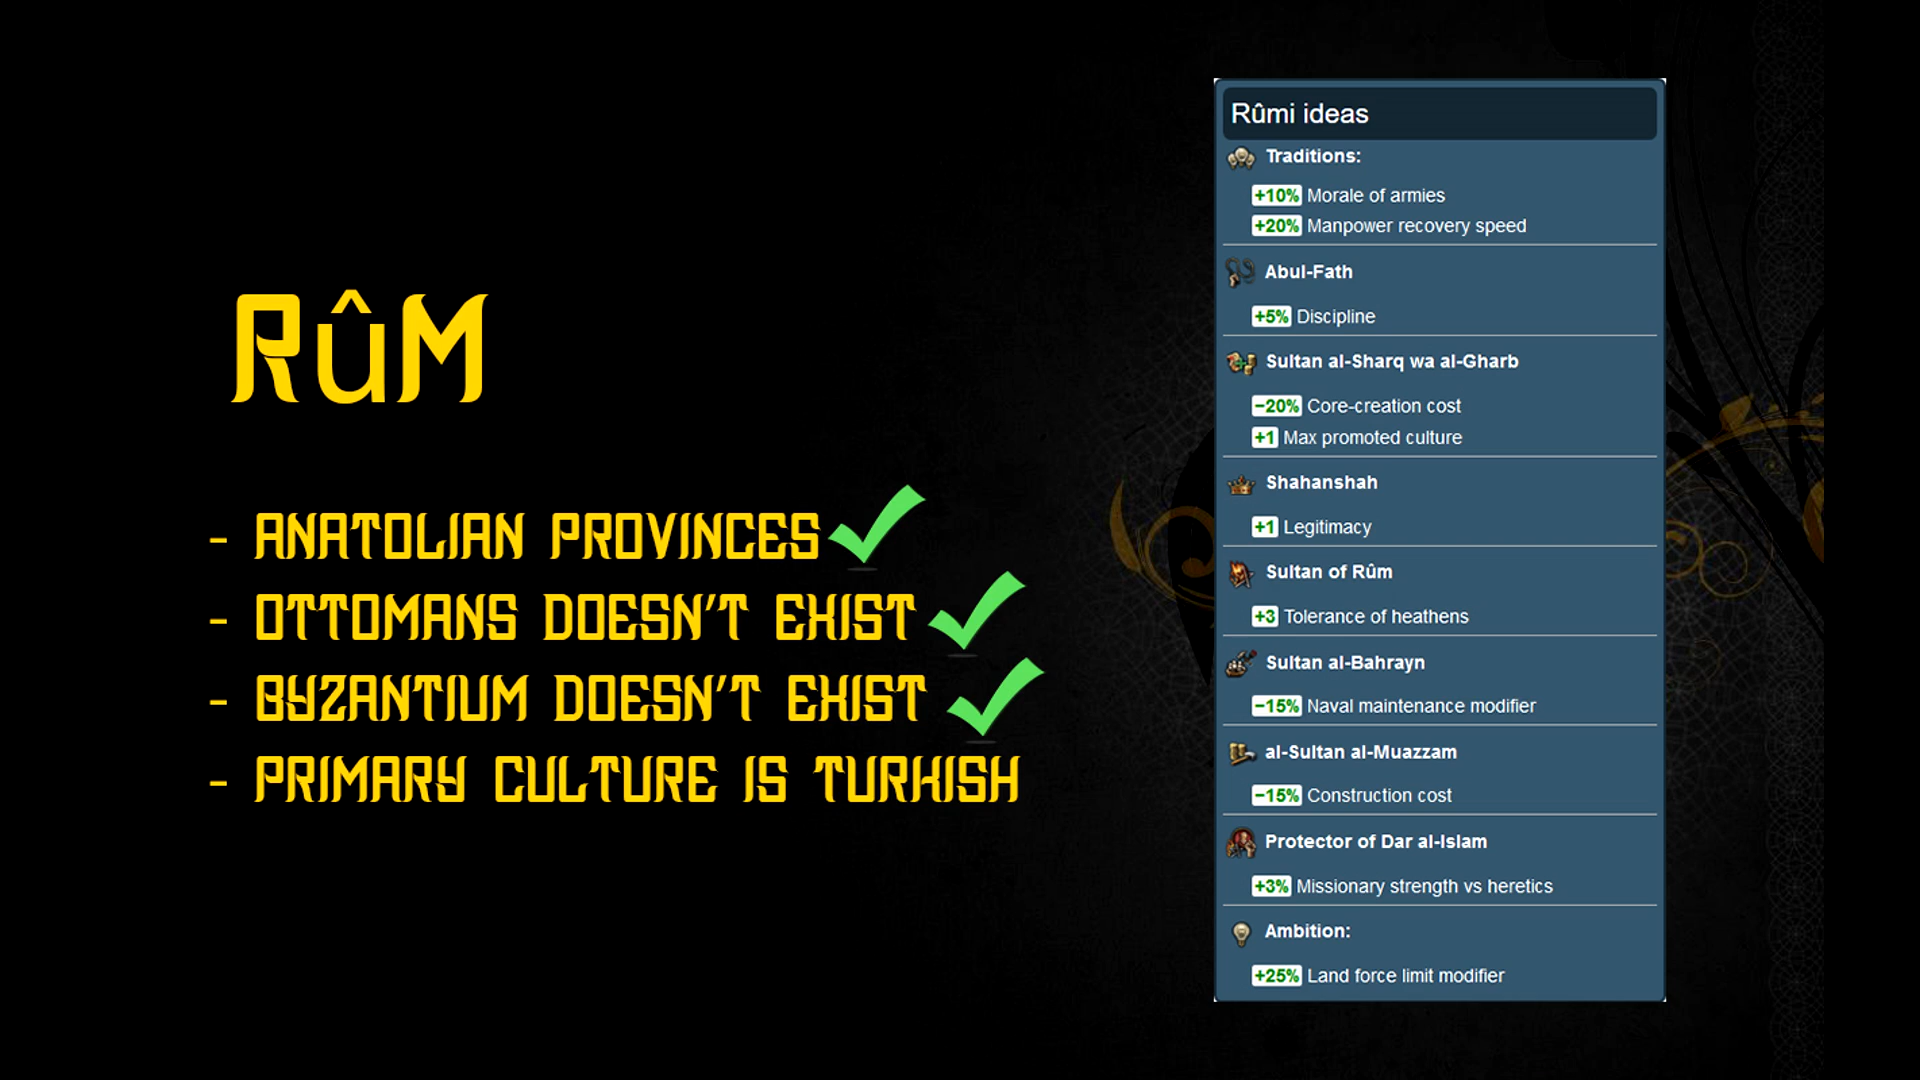 RûM
- ANATOLIAN PROVINCES
- OTTOMANS DOESN'T EXIST
- BYZANTIUM DOESN'T EXIST
- PRIMARY CULTURE IS TURKISH
Rûmi ideas
Traditions:
+10% Morale of armies
+20% Manpower recovery speed
Abul-Fath
+5% Discipline
Sultan al-Sharq wa al-Gharb
−20% Core-creation cost
+1 Max promoted culture
Shahanshah
+1 Legitimacy
Sultan of Rûm
+3 Tolerance of heathens
Sultan al-Bahrayn
−15% Naval maintenance modifier
al-Sultan al-Muazzam
−15% Construction cost
Protector of Dar al-Islam
+3% Missionary strength vs heretics
Ambition:
+25% Land force limit modifier